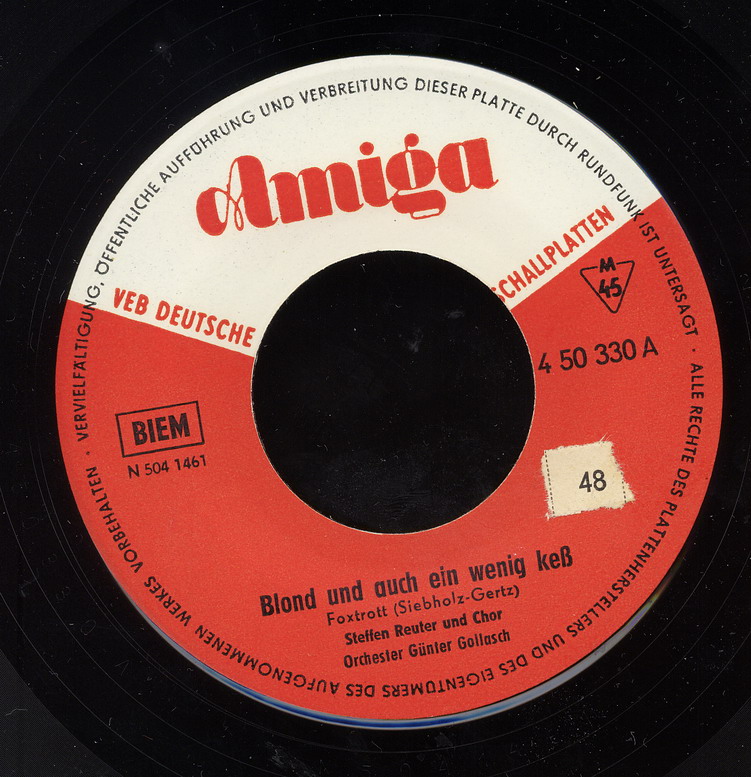 VERVIELFÄLTIGUNG, ÖFFENTLICHE AUFFÜHRUNG UND VERBREITUNG DIESER PLATTE DURCH RUNDFUNK IST UNTERSAGT · ALLE RECHTE DES PLATTENHERSTELLERS UND DES EIGENTÜMERS DES AUFGENOMMENEN WERKES VORBEHALTEN ·
Amiga
VEB DEUTSCHE SCHALLPLATTEN
M
45
4 50 330 A
BIEM
N 504 1461
48
Blond und auch ein wenig keß
Foxtrott (Siebholz-Gertz)
Steffen Reuter und Chor
Orchester Günter Gollasch